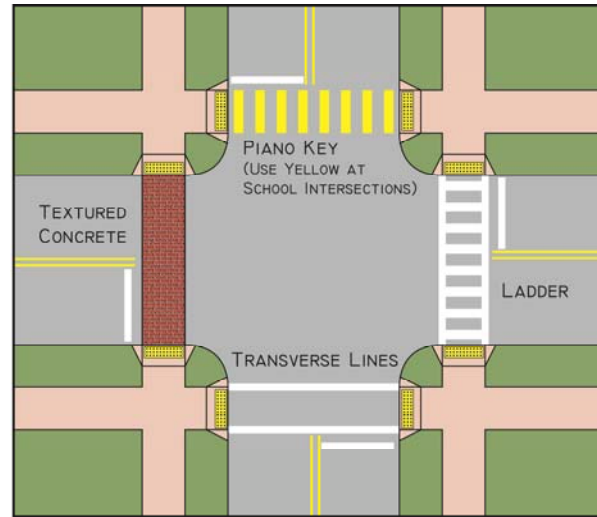 PIANO KEY
(USE YELLOW AT
SCHOOL INTERSECTIONS)
TEXTURED
CONCRETE
LADDER
TRANSVERSE LINES